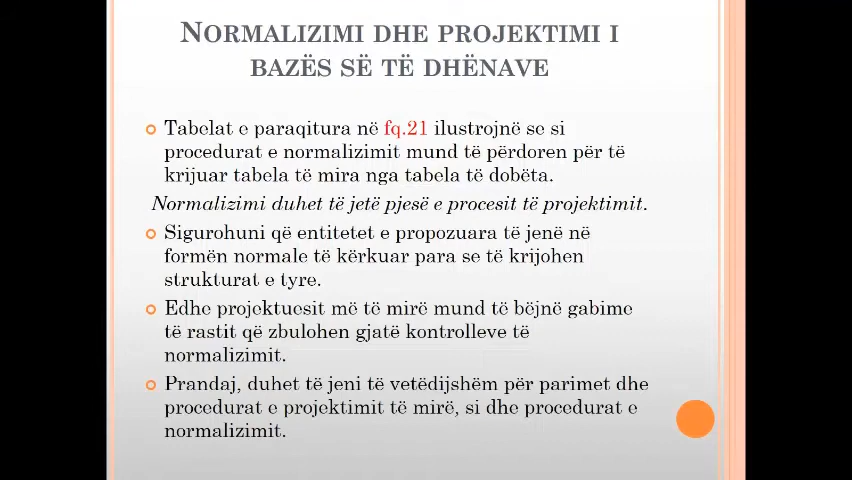 NORMALIZIMI DHE PROJEKTIMI I
BAZËS SË TË DHËNAVE
Tabelat e paraqitura në fq.21 ilustrojnë se si
procedurat e normalizimit mund të përdoren për të
krijuar tabela të mira nga tabela të dobëta.
Normalizimi duhet të jetë pjesë e procesit të projektimit.
Sigurohuni që entitetet e propozuara të jenë në
formën normale të kërkuar para se të krijohen
strukturat e tyre.
Edhe projektuesit më të mirë mund të bëjnë gabime
të rastit që zbulohen gjatë kontrolleve të
normalizimit.
Prandaj, duhet të jeni të vetëdijshëm për parimet dhe
procedurat e projektimit të mirë, si dhe procedurat e
normalizimit.